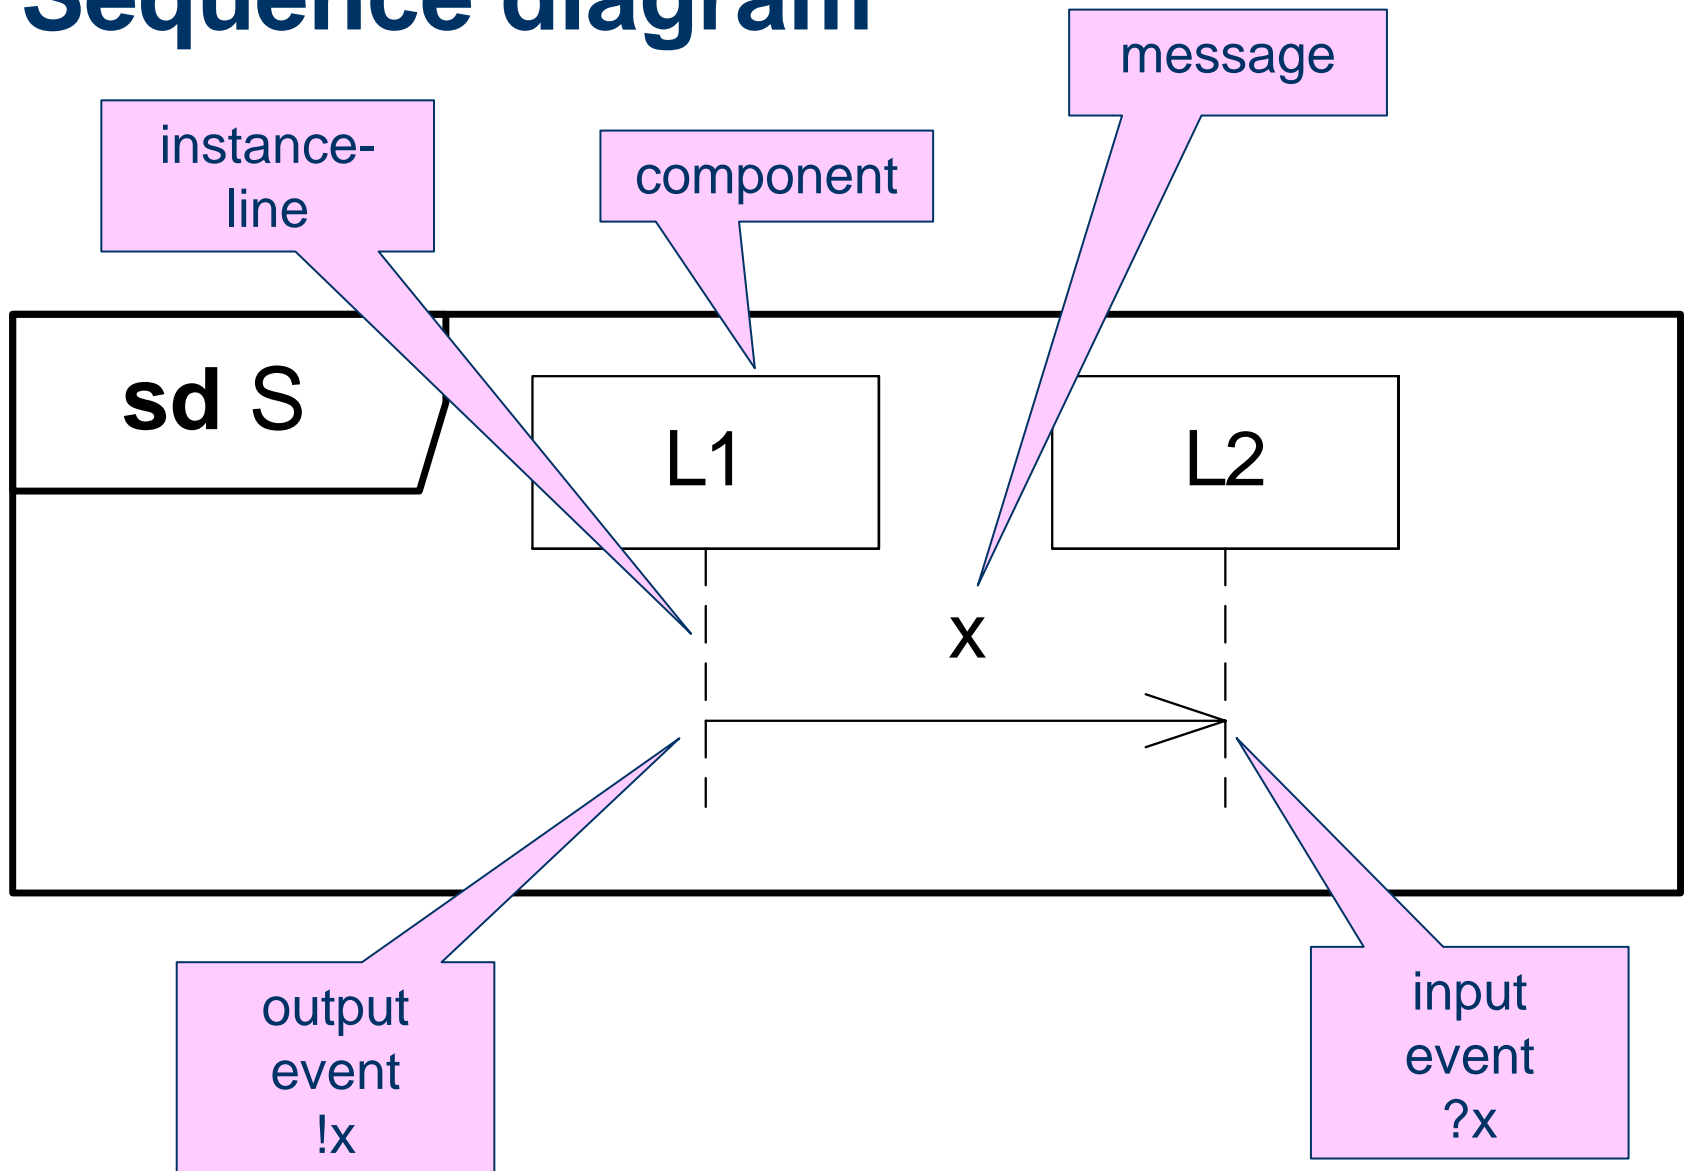 Sequence diagram
message
instance-
line
component
sd S
L1
L2
x
output
event
!x
input
event
?x